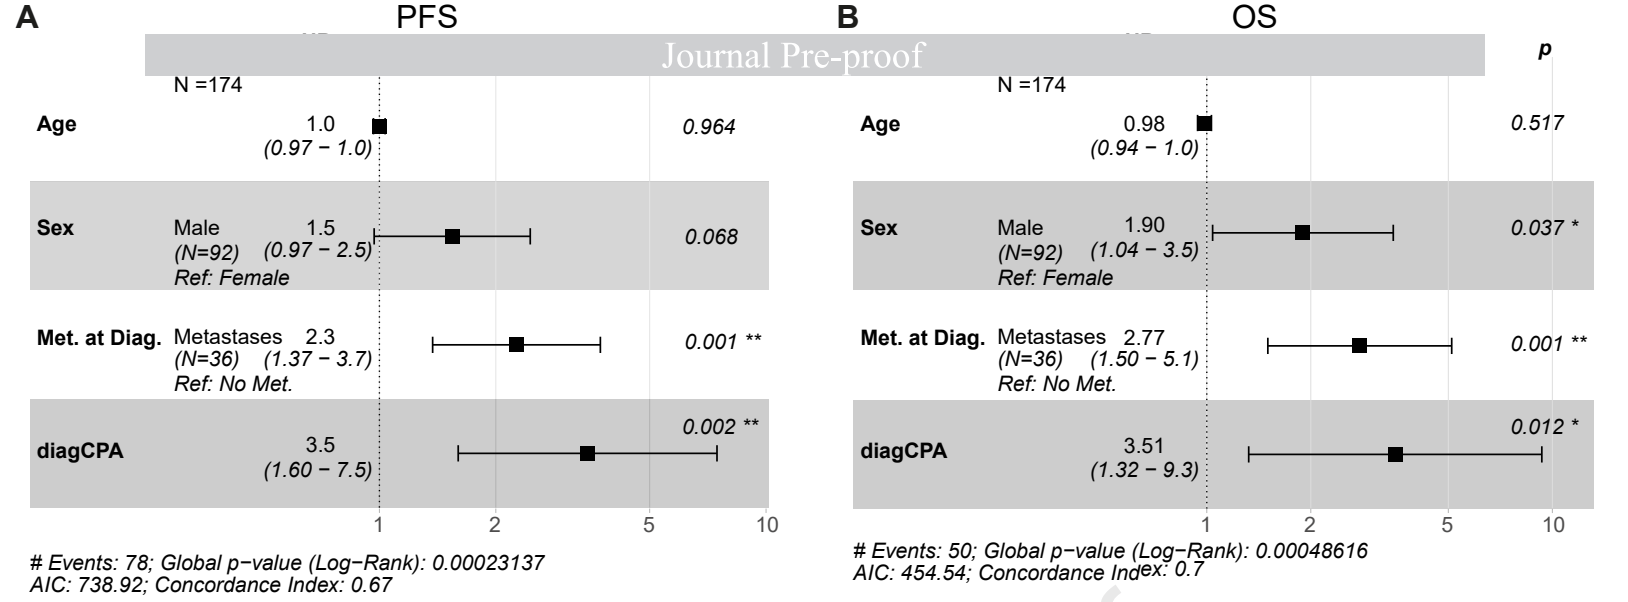 A PFS
B OS
Journal Pre-proof
p
N =174
Age 1.0 0.964
(0.97 − 1.0)
Sex Male 1.5 0.068
(N=92) (0.97 − 2.5)
Ref: Female
Met. at Diag. Metastases 2.3 0.001 **
(N=36) (1.37 − 3.7)
Ref: No Met.
0.002 **
diagCPA 3.5
(1.60 − 7.5)
1 2 5 10
# Events: 78; Global p−value (Log−Rank): 0.00023137
AIC: 738.92; Concordance Index: 0.67
N =174
Age 0.98 0.517
(0.94 − 1.0)
Sex Male 1.90 0.037 *
(N=92) (1.04 − 3.5)
Ref: Female
Met. at Diag. Metastases 2.77 0.001 **
(N=36) (1.50 − 5.1)
Ref: No Met.
0.012 *
diagCPA 3.51
(1.32 − 9.3)
1 2 5 10
# Events: 50; Global p−value (Log−Rank): 0.00048616
AIC: 454.54; Concordance Index: 0.7